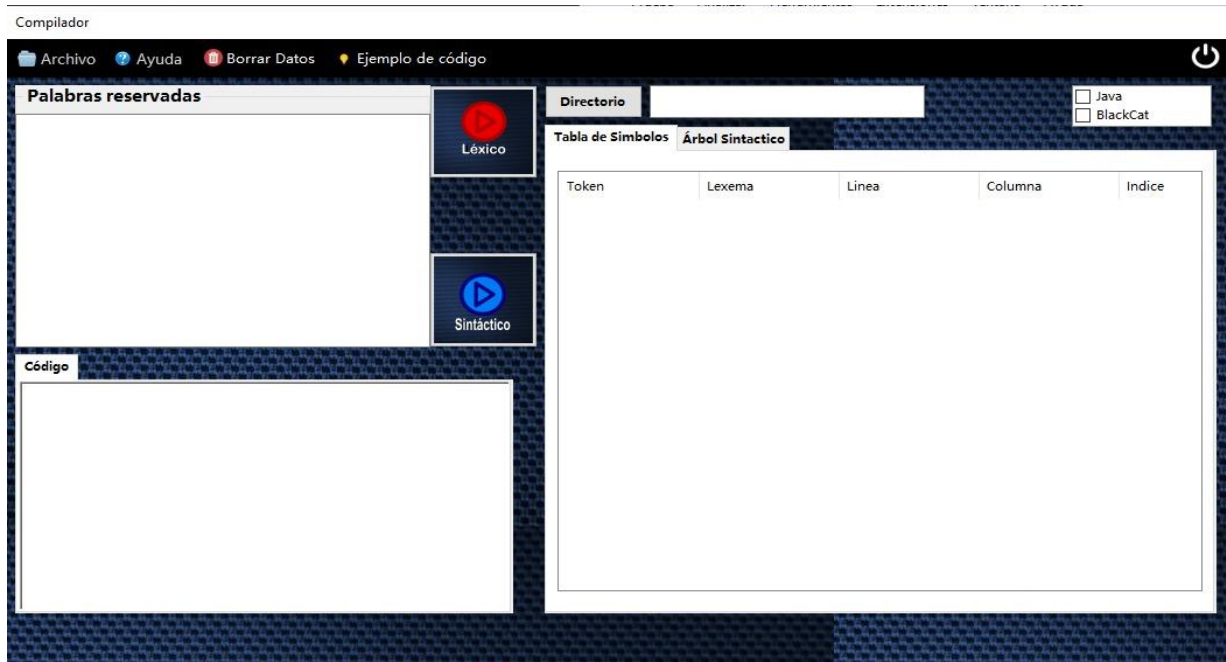 Compilador
Archivo Ayuda Borrar Datos Ejemplo de código
Palabras reservadas
Léxico
Sintáctico
Código
Directorio
Java
BlackCat
Tabla de Simbolos Árbol Sintactico
Token Lexema Linea Columna Indice